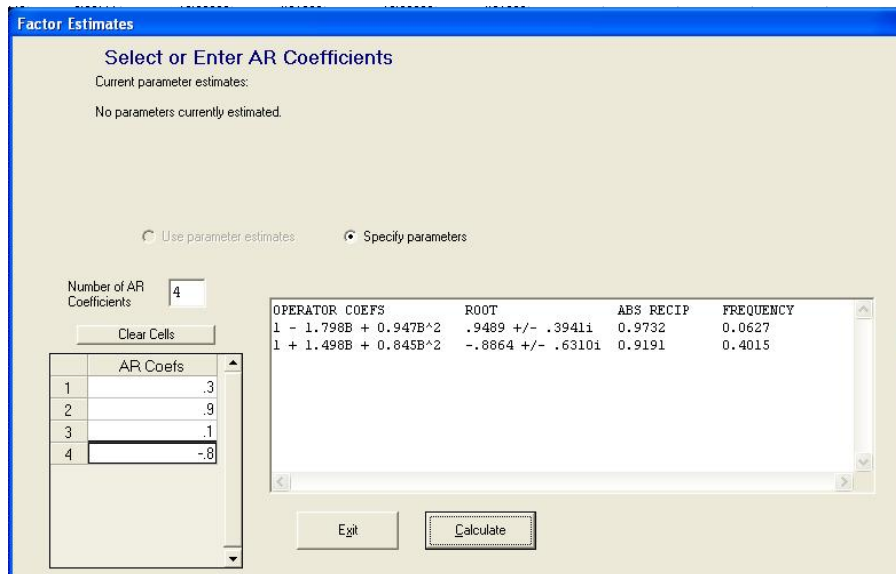 Factor Estimates
Select or Enter AR Coefficients
Current parameter estimates:
No parameters currently estimated.
Use parameter estimates
Specify parameters
Number of AR
Coefficients
4
Clear Cells
AR Coefs
1 .3
2 .9
3 .1
4 -.8
OPERATOR COEFS ROOT ABS RECIP FREQUENCY
1 - 1.798B + 0.947B^2 .9489 +/- .3941i 0.9732 0.0627
1 + 1.498B + 0.845B^2 -.8864 +/- .6310i 0.9191 0.4015
Exit
Calculate